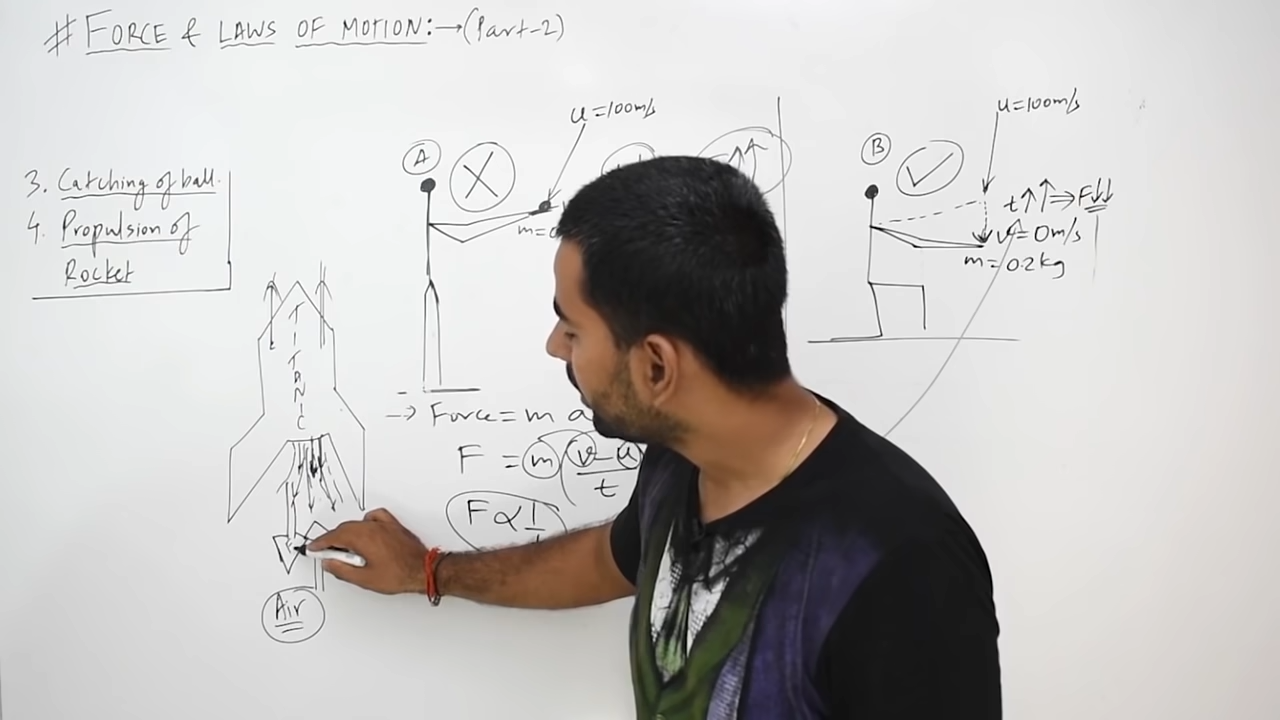 # FORCE & LAWS OF MOTION:→(Part-2)
3. Catching of ball.
4. Propulsion of
Rocket
TITANIC
Air
A
X
u=100m/s
→ Force = m a
F = m (v-u
t
F ∝ 1
B
✓
u=100m/s
t↑↑⇒F↓↓
v=0m/s
m=0.2kg